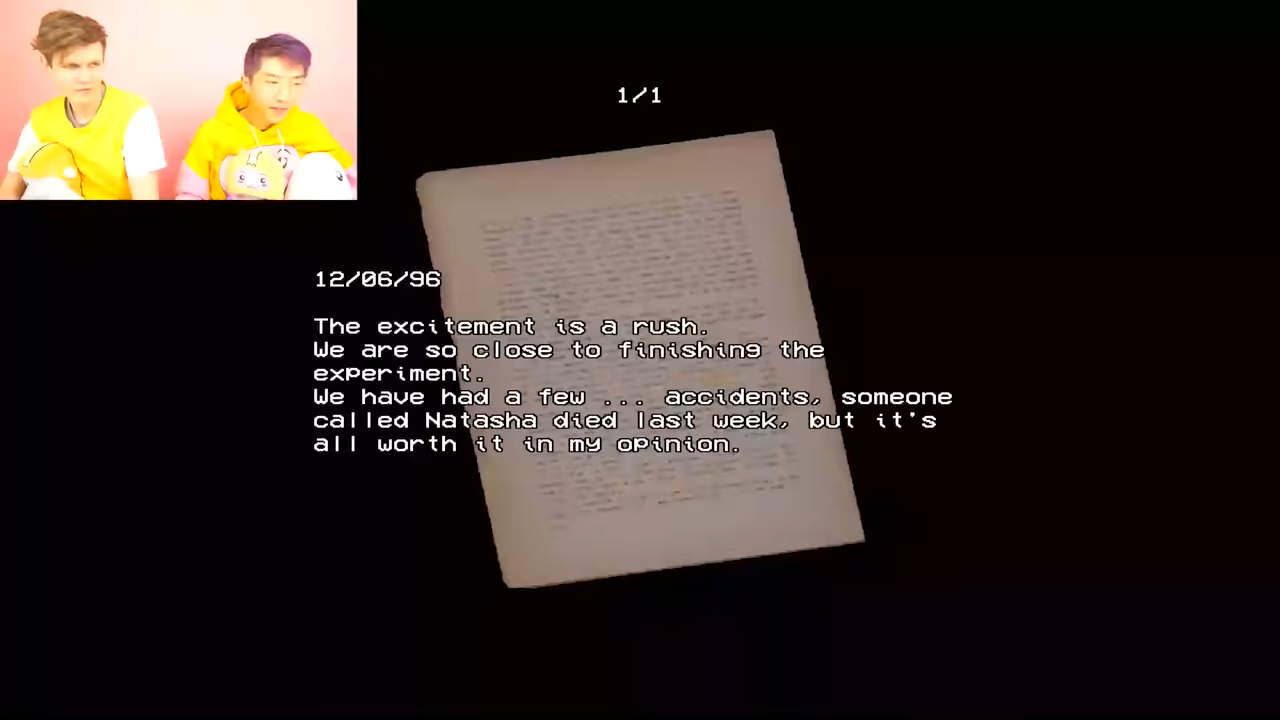 1/1
12/06/96
The excitement is a rush.
We are so close to finishing the
experiment.
We have had a few ... accidents, someone
called Natasha died last week, but it's
all worth it in my opinion.